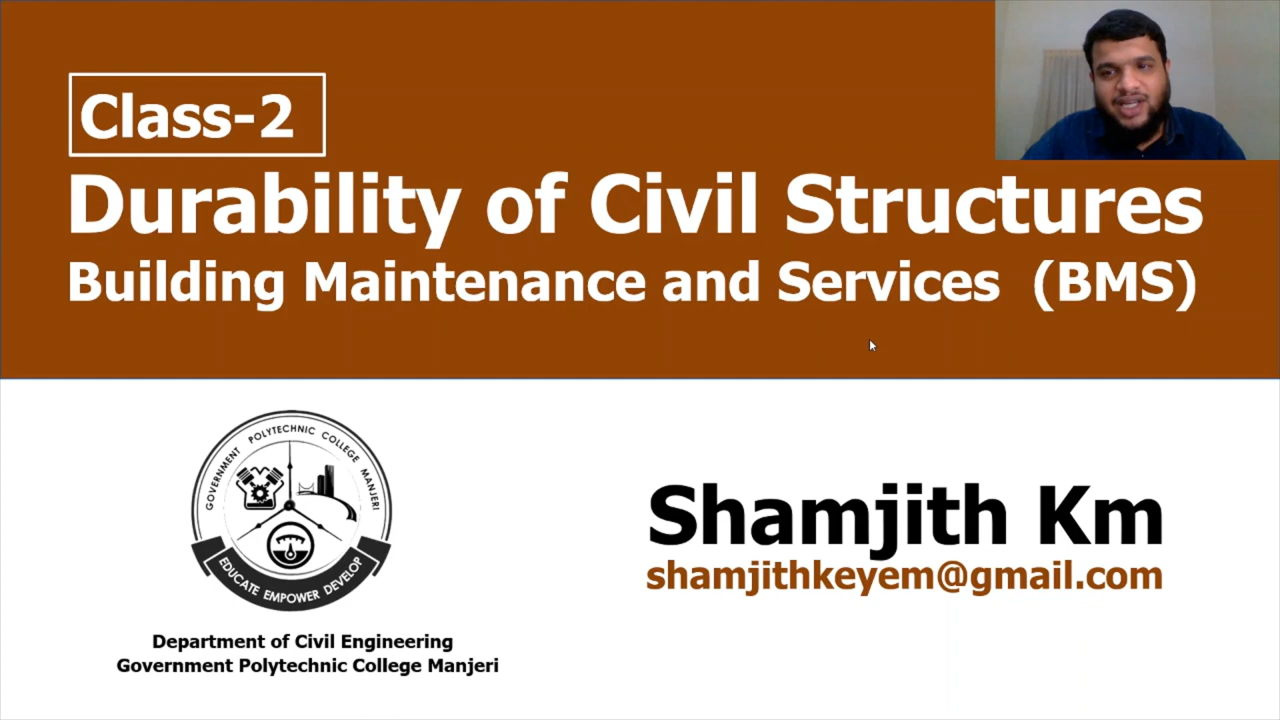 Class-2
Durability of Civil Structures
Building Maintenance and Services (BMS)
GOVERNMENT POLYTECHNIC COLLEGE MANJERI
EDUCATE EMPOWER DEVELOP
Shamjith Km
shamjithkeyem@gmail.com
Department of Civil Engineering
Government Polytechnic College Manjeri